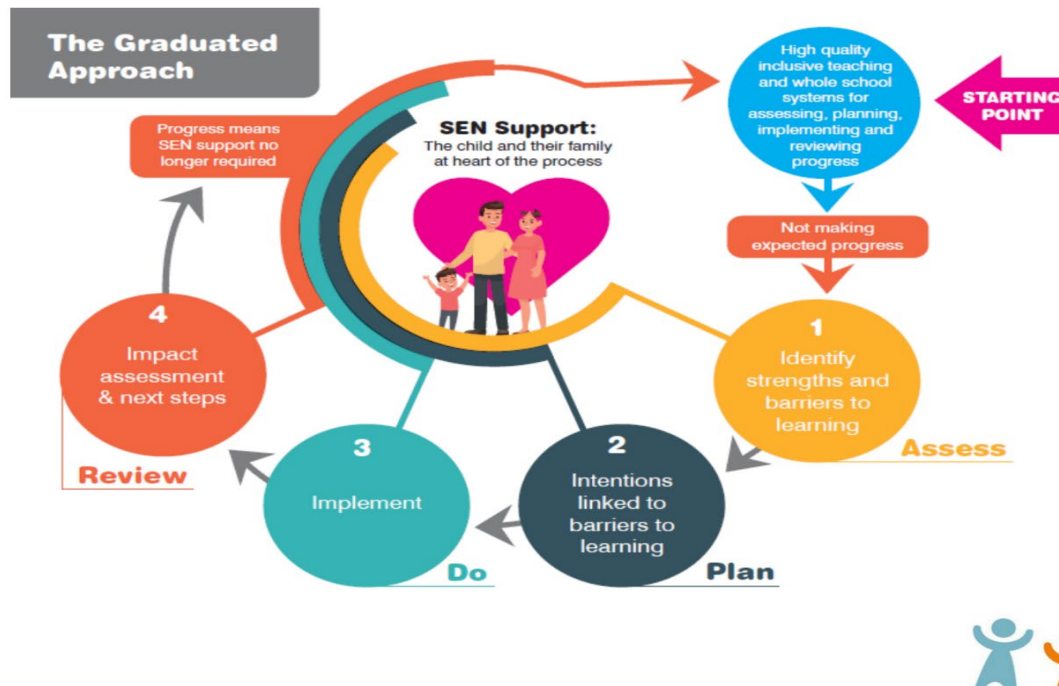 The Graduated
Approach
High quality
inclusive teaching
and whole school
systems for
assessing, planning,
implementing and
reviewing
progress
STARTING
POINT
Progress means
SEN support no
longer required
SEN Support:
The child and their family
at heart of the process
Not making
expected progress
1
Identify
strengths and
barriers to
learning
Assess
2
Intentions
linked to
barriers to
learning
Plan
3
Implement
Do
4
Impact
assessment
& next steps
Review